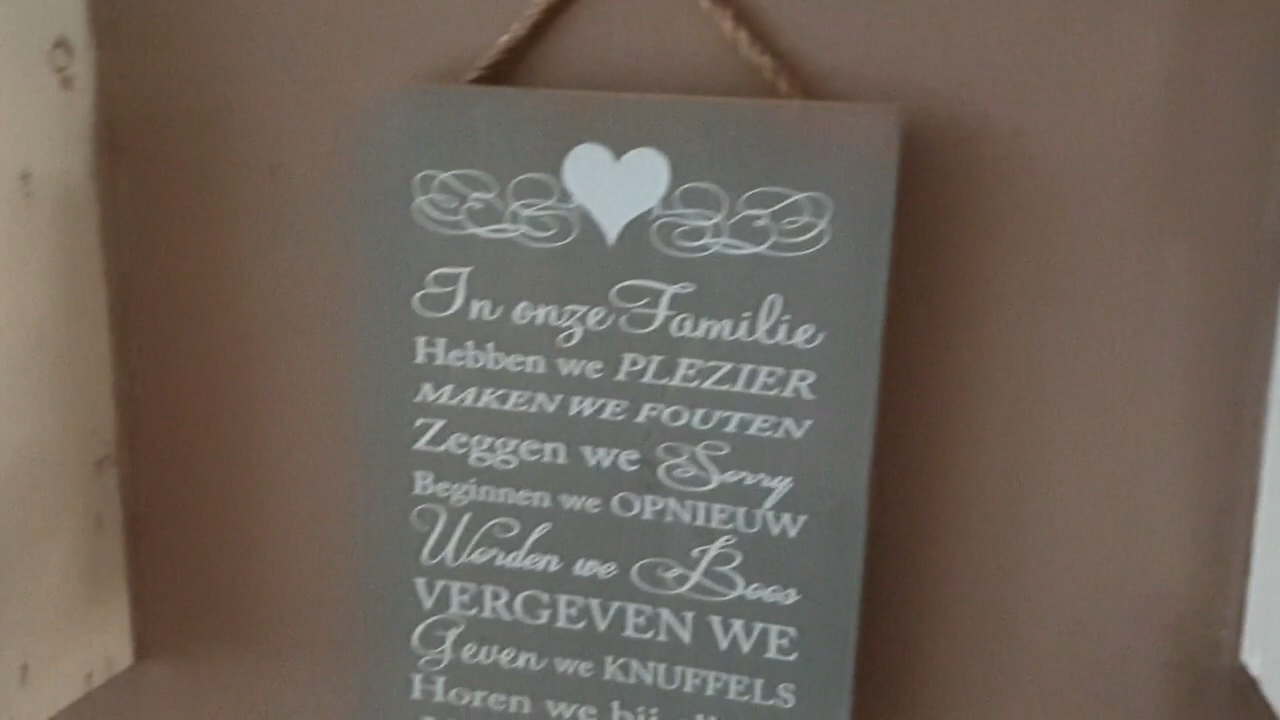 In onze Familie
Hebben we PLEZIER
MAKEN WE FOUTEN
Zeggen we Sorry
Beginnen we OPNIEUW
Worden we Boos
VERGEVEN WE
Geven we KNUFFELS
Horen we bij